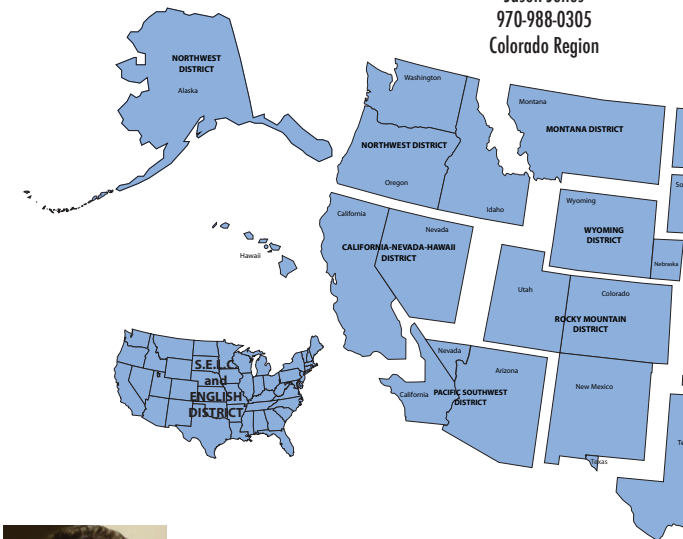 970-988-0305
Colorado Region
NORTHWEST
DISTRICT
Alaska
Washington
NORTHWEST DISTRICT
Oregon
Idaho
Montana
MONTANA DISTRICT
Wyoming
WYOMING
DISTRICT
Nebraska
California
Nevada
CALIFORNIA-NEVADA-HAWAII
DISTRICT
Hawaii
Utah
Colorado
ROCKY MOUNTAIN
DISTRICT
Nevada
Arizona
California
PACIFIC SOUTHWEST
DISTRICT
New Mexico
Texas
S.E.L.C.
and
ENGLISH
DISTRICT